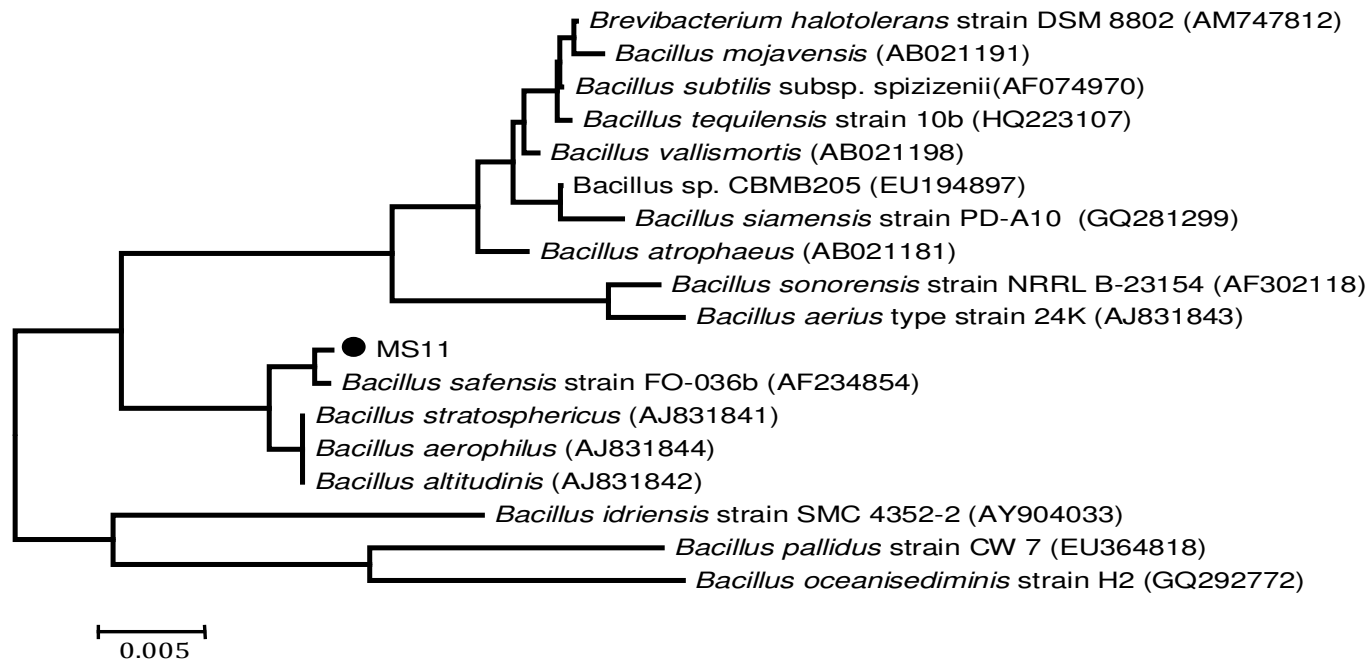 Brevibacterium halotolerans strain DSM 8802 (AM747812)
Bacillus mojavensis (AB021191)
Bacillus subtilis subsp. spizizenii(AF074970)
Bacillus tequilensis strain 10b (HQ223107)
Bacillus vallismortis (AB021198)
Bacillus sp. CBMB205 (EU194897)
Bacillus siamensis strain PD-A10 (GQ281299)
Bacillus atrophaeus (AB021181)
Bacillus sonorensis strain NRRL B-23154 (AF302118)
Bacillus aerius type strain 24K (AJ831843)
MS11
Bacillus safensis strain FO-036b (AF234854)
Bacillus stratosphericus (AJ831841)
Bacillus aerophilus (AJ831844)
Bacillus altitudinis (AJ831842)
Bacillus idriensis strain SMC 4352-2 (AY904033)
Bacillus pallidus strain CW 7 (EU364818)
Bacillus oceanisediminis strain H2 (GQ292772)
0.005